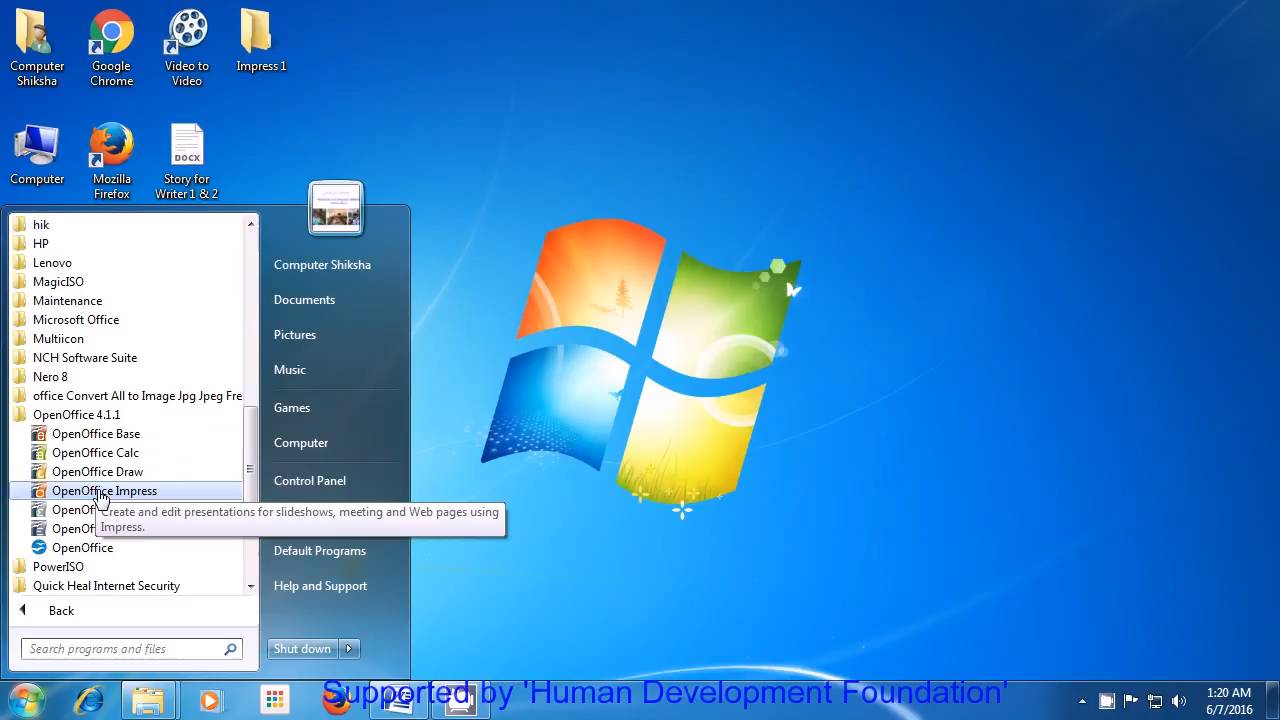 Computer
Shiksha
Google
Chrome
Video to
Video
Impress 1
Computer
Mozilla
Firefox
DOCX
Story for
Writer 1 & 2
hik
HP
Lenovo
MagicISO
Maintenance
Microsoft Office
Multiicon
NCH Software Suite
Nero 8
office Convert All to Image Jpg Jpeg Fre
OpenOffice 4.1.1
OpenOffice Base
OpenOffice Calc
OpenOffice Draw
OpenOffice Impress
Create and edit presentations for slideshows, meeting and Web pages using
Impress.
OpenOffice
PowerISO
Quick Heal Internet Security
Back
Search programs and files
Computer Shiksha
Documents
Pictures
Music
Games
Computer
Control Panel
Default Programs
Help and Support
Shut down
Supported by 'Human Development Foundation'
1:20 AM
6/7/2016